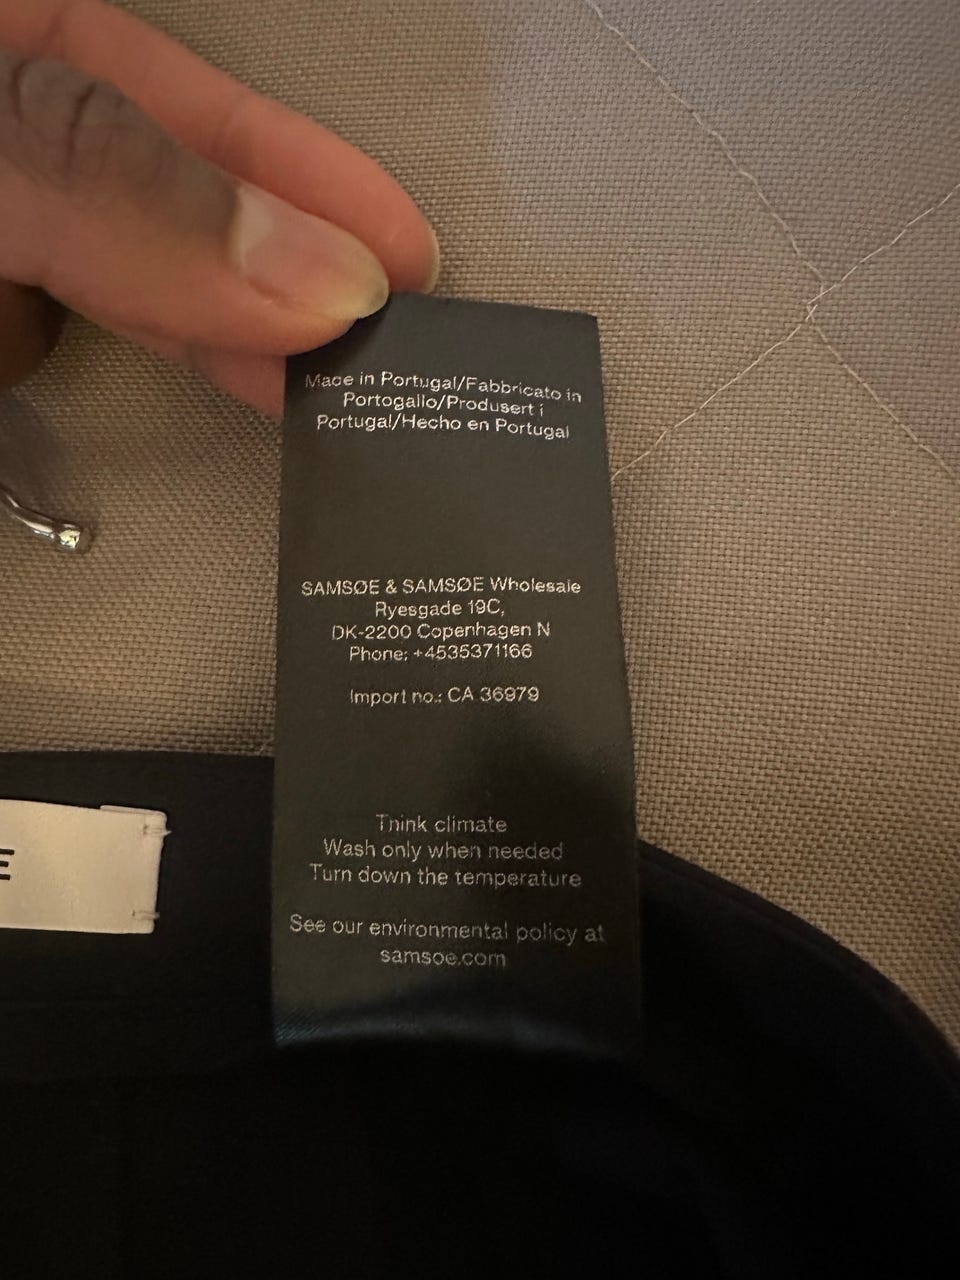 Made in Portugal/Fabbricato in
Portogallo/Produsert i
Portugal/Hecho en Portugal
SAMSØE & SAMSØE Wholesale
Ryesgade 19C,
DK-2200 Copenhagen N
Phone: +4535371166
Import no.: CA 36979
Think climate
Wash only when needed
Turn down the temperature
See our environmental policy at
samsoe.com
E